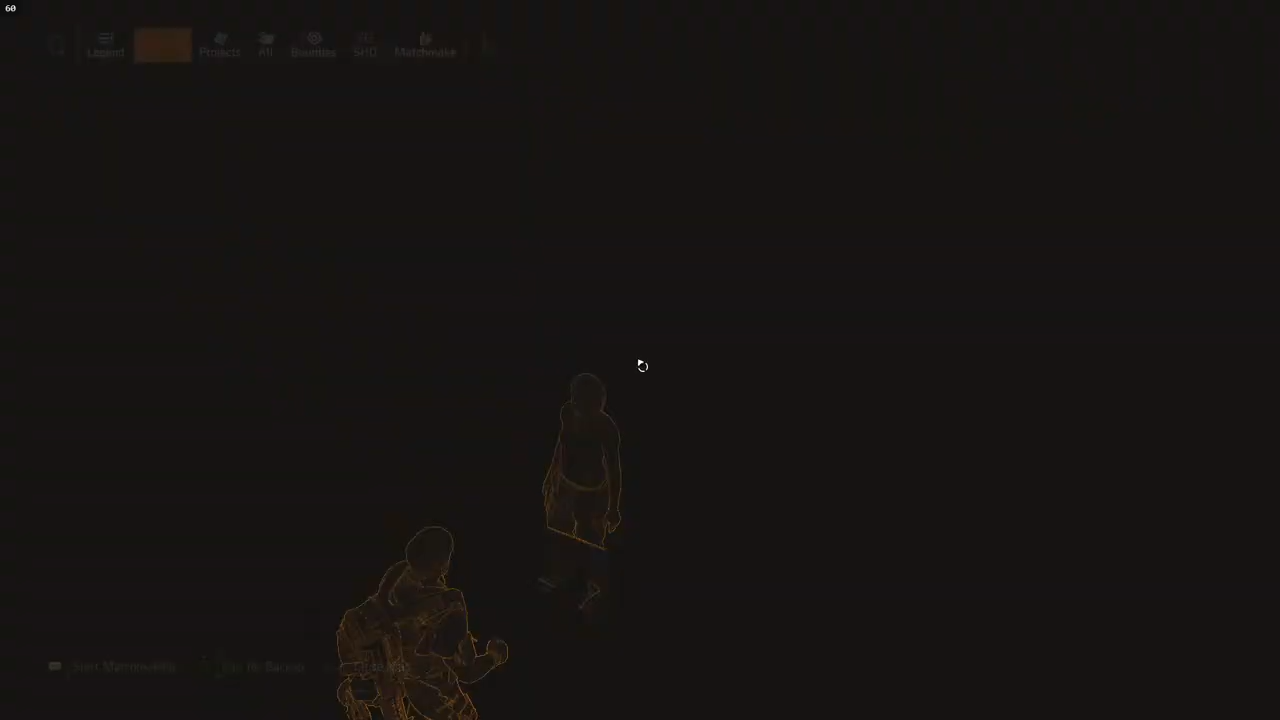 60
Legend
Projects
All
Bounties
SHD
Matchmake
Start Matchmaking
Call for Backup